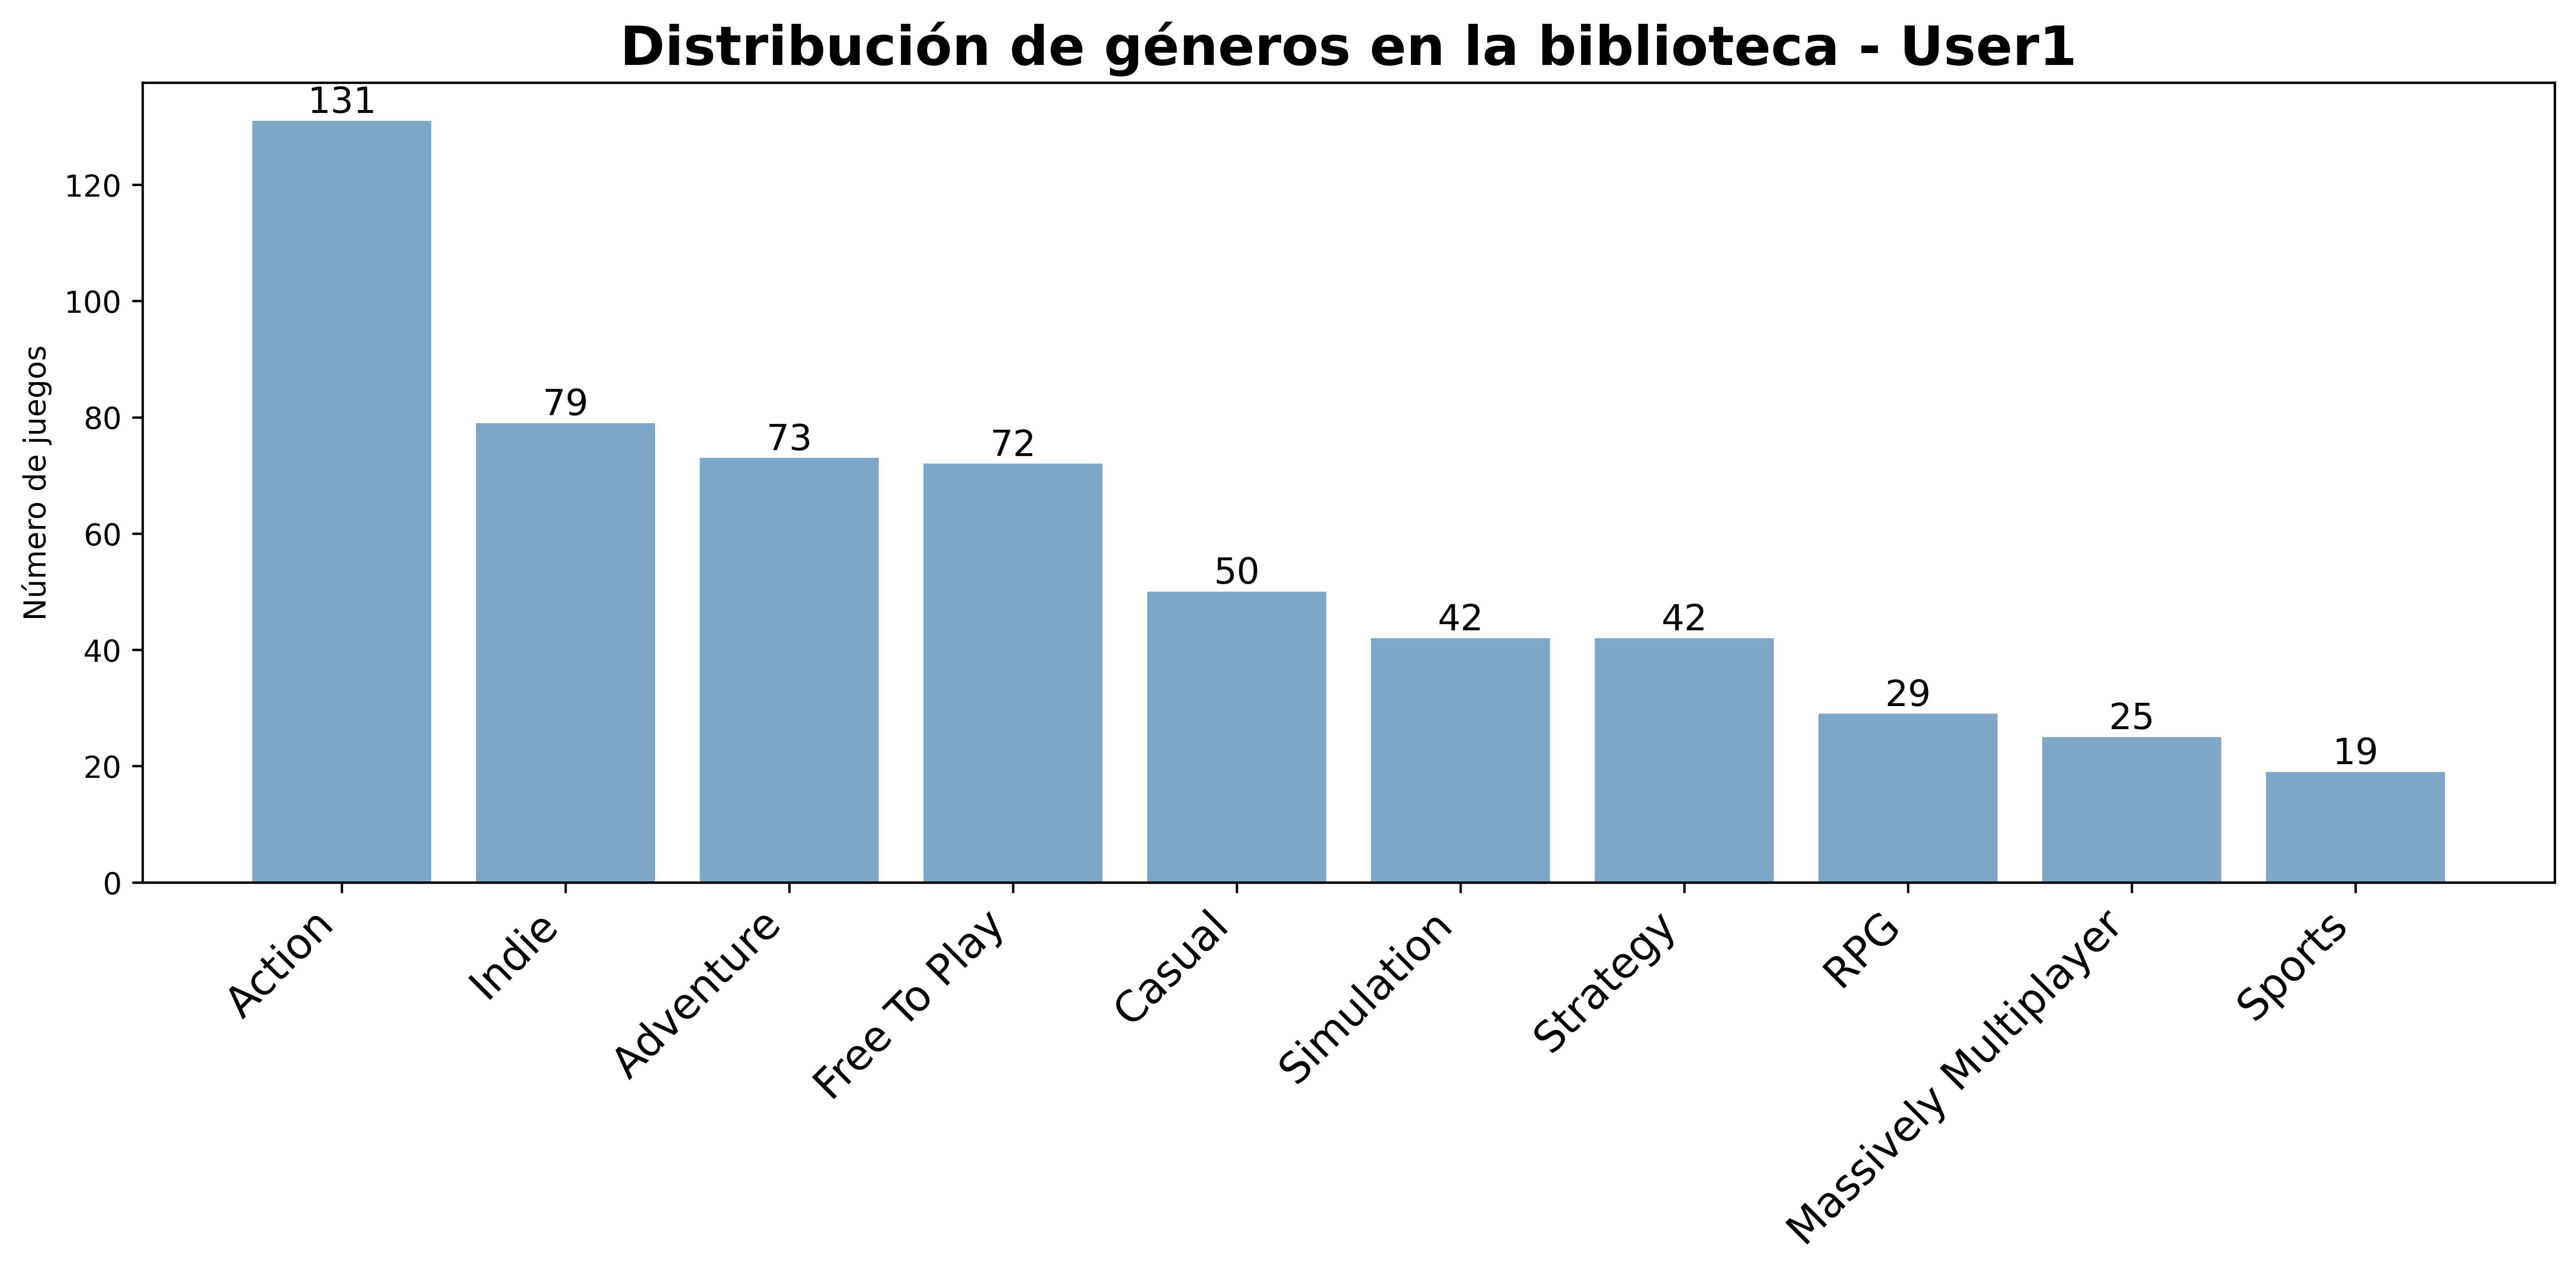 Distribución de géneros en la biblioteca - User1
Número de juegos
120
100
80
60
40
20
0
131
79
73
72
50
42
42
29
25
19
Action
Indie
Adventure
Free To Play
Casual
Simulation
Strategy
RPG
Massively Multiplayer
Sports